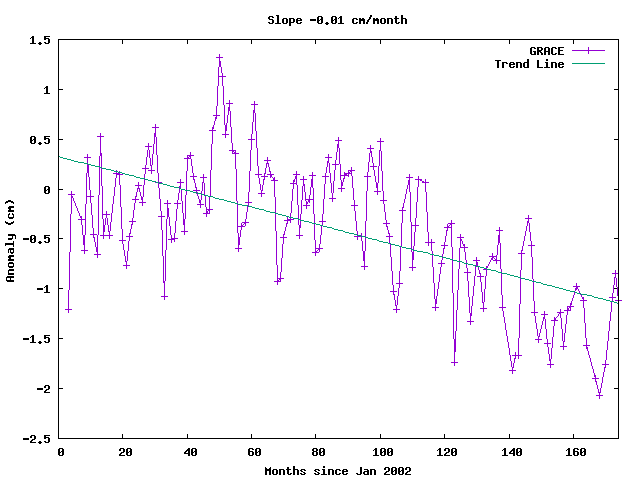 Slope -0.01 cm/month
GRACE
Trend Line
1.5
1
0.5
0
-0.5
-1
-1.5
-2
-2.5
Anomaly (cm)
0 20 40 60 80 100 120 140 160
Months since Jan 2002